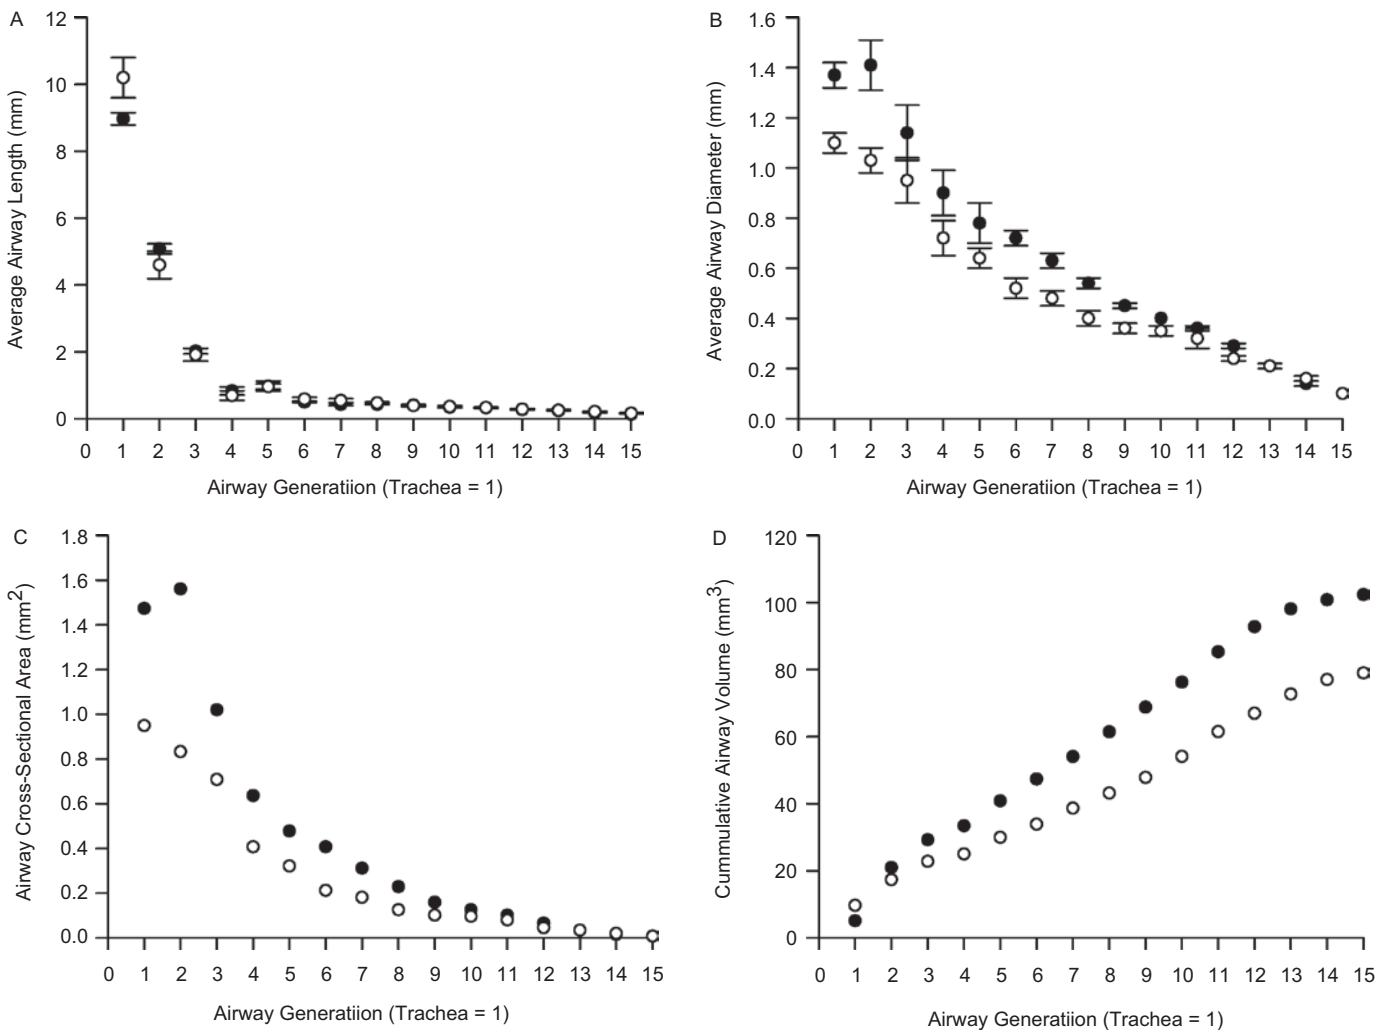 A
Average Airway Length (mm)
12
10
8
6
4
2
0
0 1 2 3 4 5 6 7 8 9 10 11 12 13 14 15
Airway Generatiion (Trachea = 1)
B
Average Airway Diameter (mm)
1.6
1.4
1.2
1.0
0.8
0.6
0.4
0.2
0.0
0 1 2 3 4 5 6 7 8 9 10 11 12 13 14 15
Airway Generatiion (Trachea = 1)
C
Airway Cross-Sectional Area (mm²)
1.8
1.6
1.4
1.2
1.0
0.8
0.6
0.4
0.2
0.0
0 1 2 3 4 5 6 7 8 9 10 11 12 13 14 15
Airway Generatiion (Trachea = 1)
D
Cummulative Airway Volume (mm³)
120
100
80
60
40
20
0
0 1 2 3 4 5 6 7 8 9 10 11 12 13 14 15
Airway Generatiion (Trachea = 1)